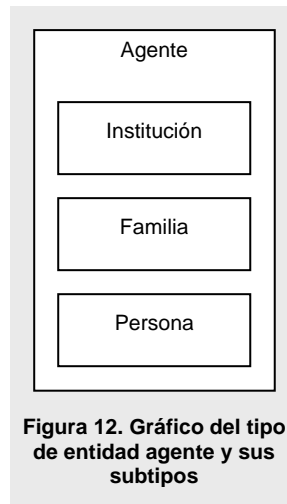 Agente
Institución
Familia
Persona
Figura 12. Gráfico del tipo
de entidad agente y sus
subtipos